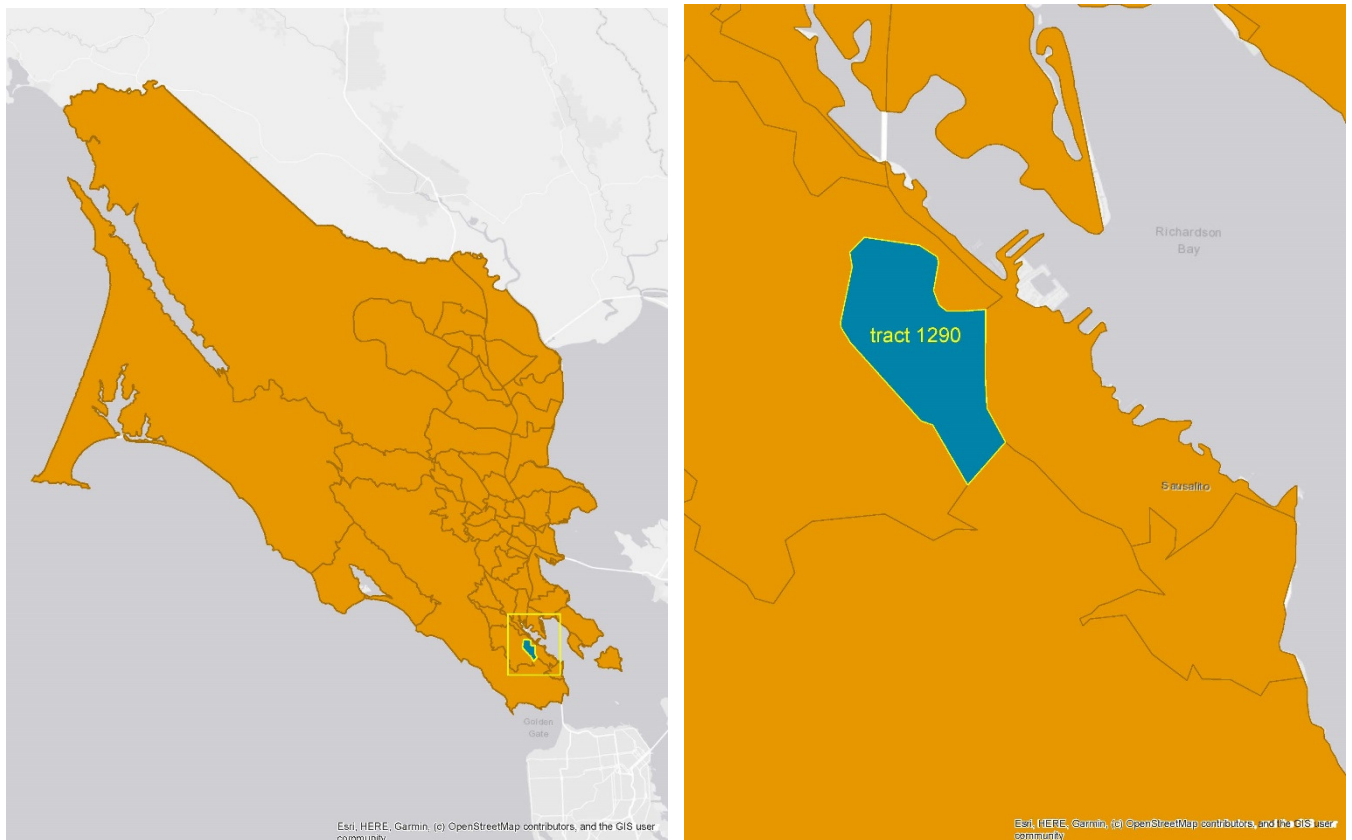 Golden
Gate
Esri, HERE, Garmin, (c) OpenStreetMap contributors, and the GIS user
community
Richardson
Bay
tract 1290
Sausalito
Esri, HERE, Garmin, (c) OpenStreetMap contributors, and the GIS user
community